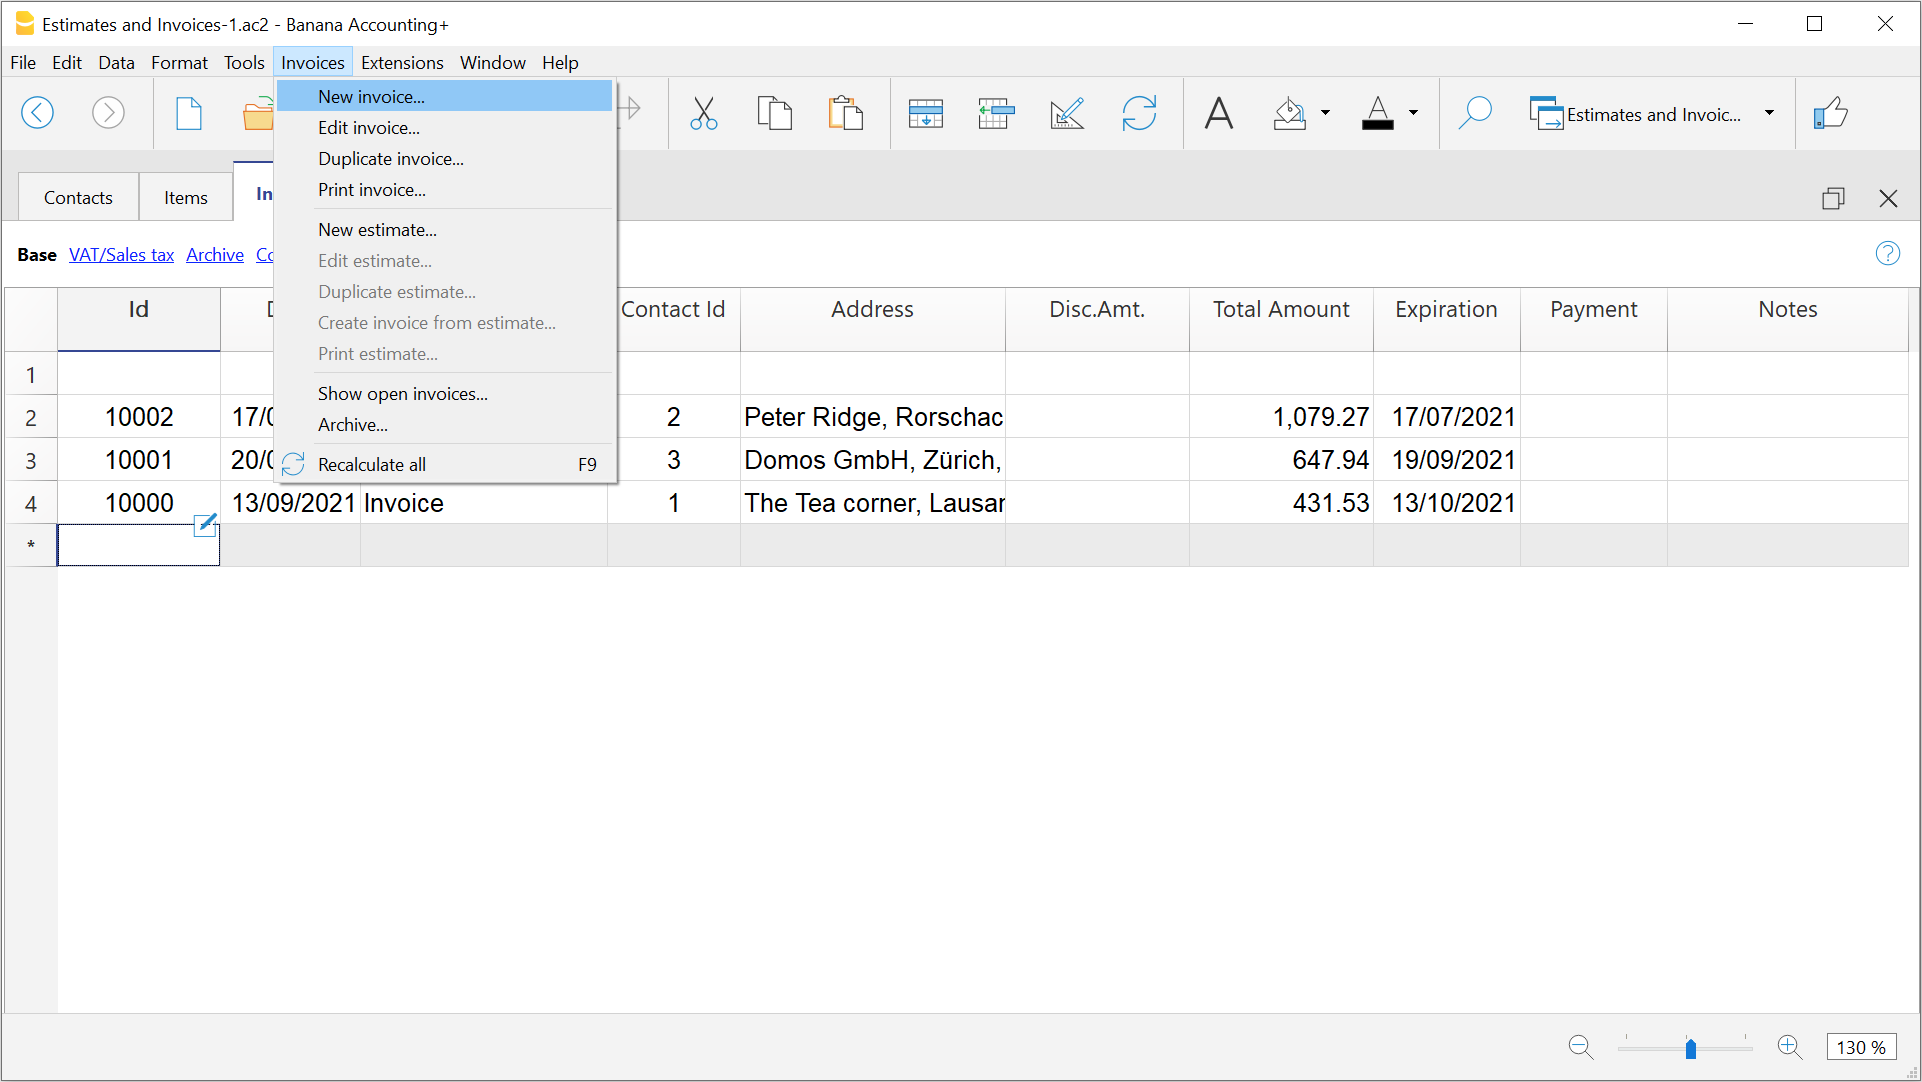 Estimates and Invoices-1.ac2 - Banana Accounting+
File Edit Data Format Tools Invoices Extensions Window Help
New invoice...
Edit invoice...
Duplicate invoice...
Print invoice...
New estimate...
Edit estimate...
Duplicate estimate...
Create invoice from estimate...
Print estimate...
Show open invoices...
Archive...
Recalculate all F9
A A Estimates and Invoic...
Contacts Items In
Base VAT/Sales tax Archive Co
Id Contact Id Address Disc.Amt. Total Amount Expiration Payment Notes
1
2 10002 17/0 2 Peter Ridge, Rorschac 1,079.27 17/07/2021
3 10001 20/0 3 Domos GmbH, Zürich, 647.94 19/09/2021
4 10000 13/09/2021 Invoice 1 The Tea corner, Lausan 431.53 13/10/2021
*
130 %